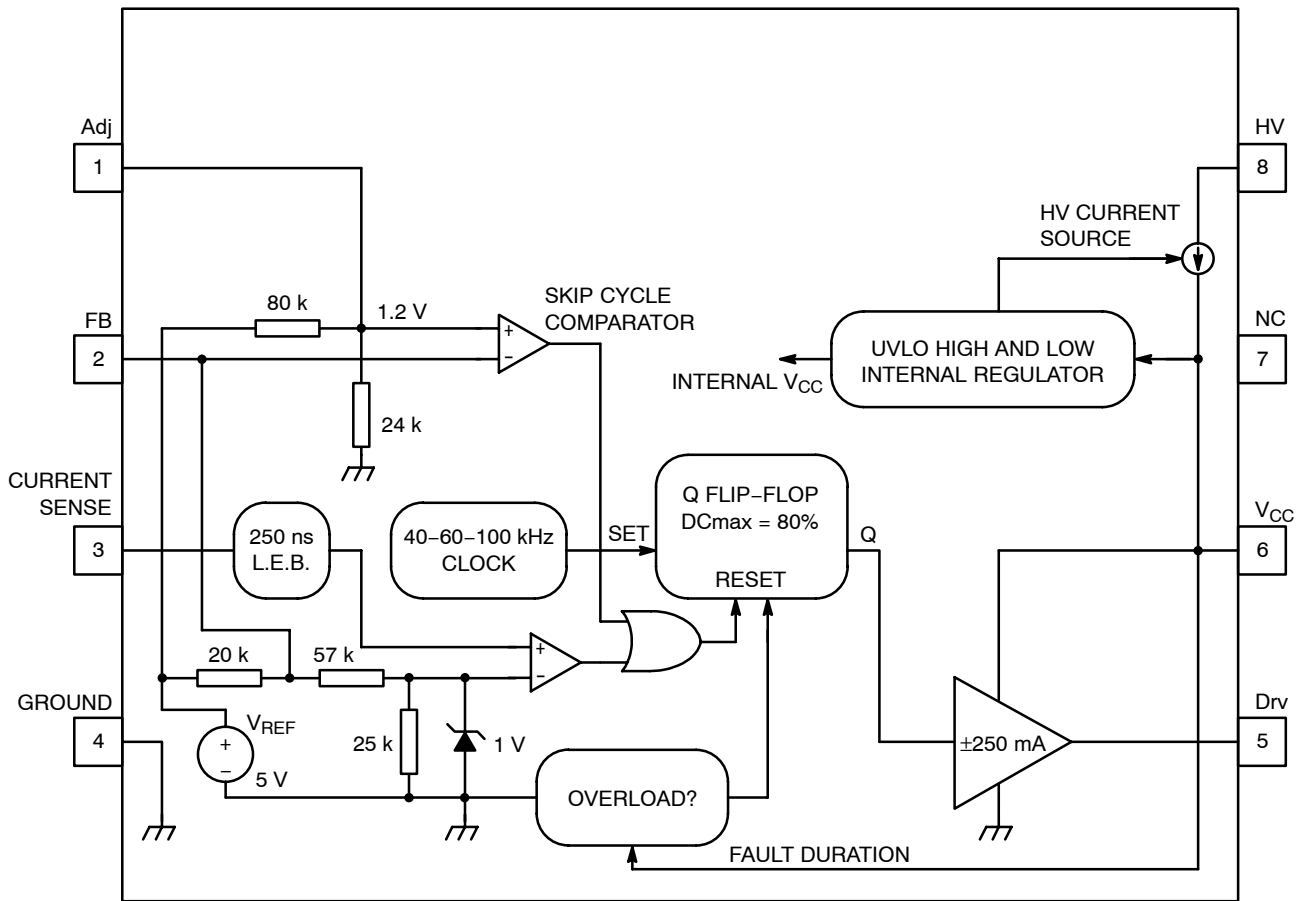 Adj
1
HV
8
HV CURRENT
SOURCE
FB
2
80 k
1.2 V
SKIP CYCLE
COMPARATOR
+
−
24 k
UVLO HIGH AND LOW
INTERNAL REGULATOR
INTERNAL VCC
NC
7
CURRENT
SENSE
3
250 ns
L.E.B.
40−60−100 kHz
CLOCK
SET
Q FLIP−FLOP
DCmax = 80%
RESET
Q
VCC
6
20 k
57 k
+
−
GROUND
4
VREF
+
−
5 V
25 k
1 V
OVERLOAD?
±250 mA
Drv
5
FAULT DURATION